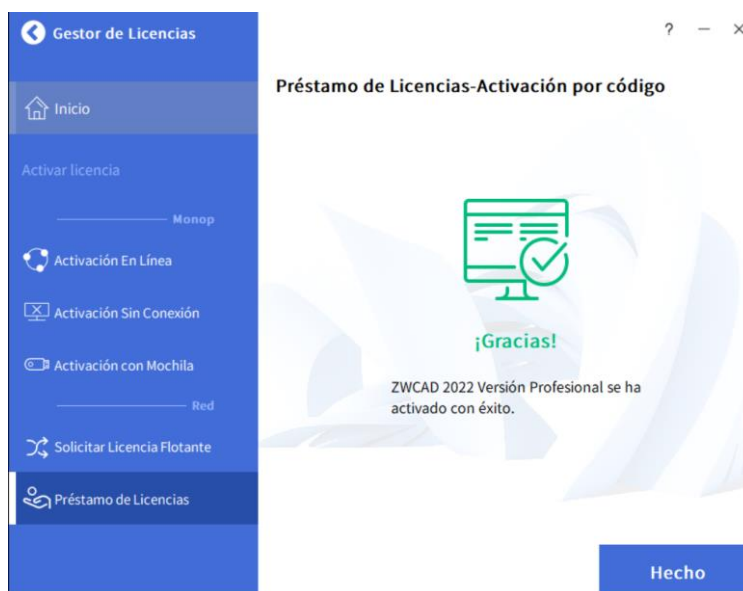 Gestor de Licencias
? — ×
Préstamo de Licencias-Activación por código
Inicio
Activar licencia
Monop
Activación En Línea
Activación Sin Conexión
Activación con Mochila
Red
Solicitar Licencia Flotante
Préstamo de Licencias
¡Gracias!
ZWCAD 2022 Versión Profesional se ha
activado con éxito.
Hecho